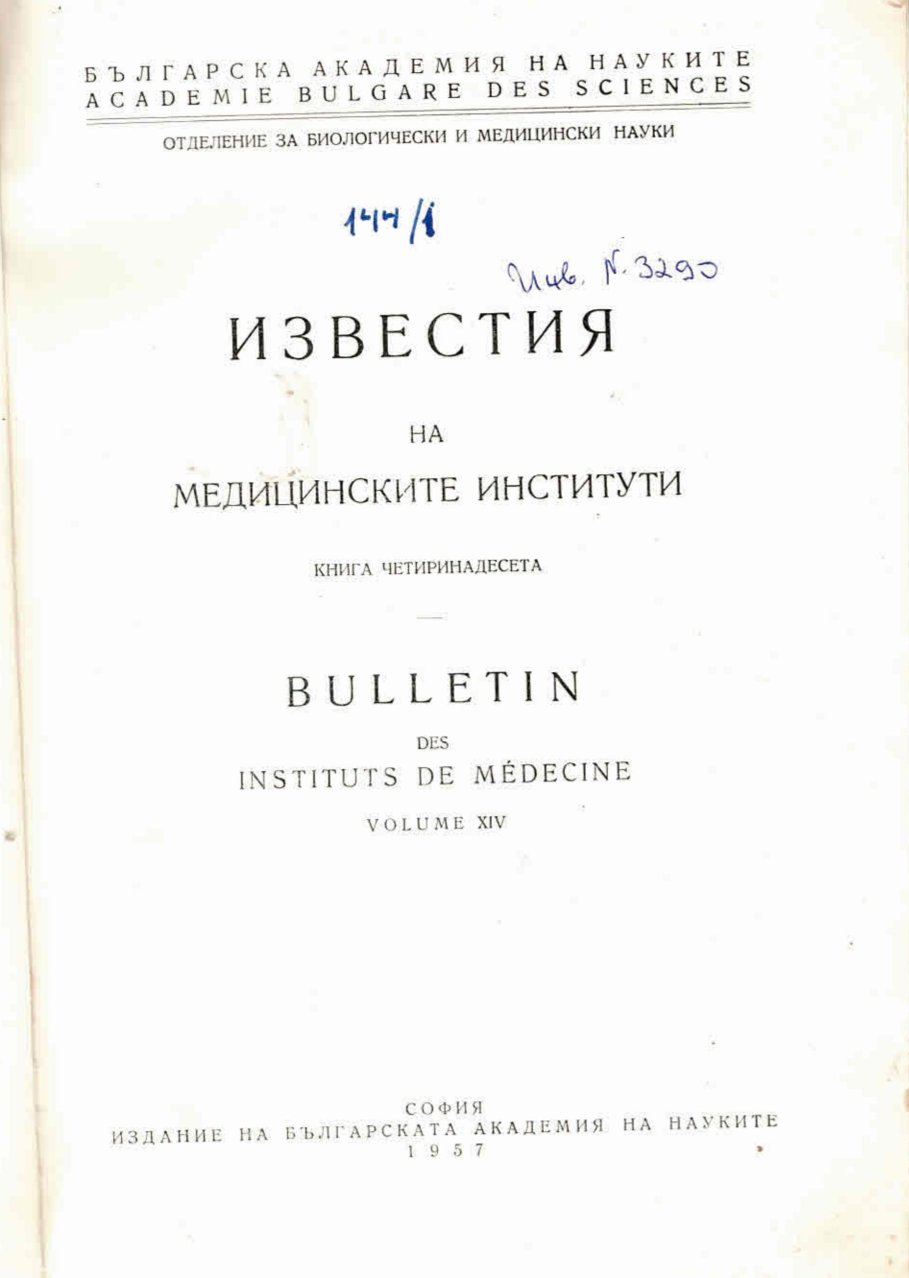 БЪЛГАРСКА АКАДЕМИЯ НА НАУКИТЕ
ACADEMIE BULGARE DES SCIENCES
ОТДЕЛЕНИЕ ЗА БИОЛОГИЧЕСКИ И МЕДИЦИНСКИ НАУКИ
144/1
Инв. N. 3290
ИЗВЕСТИЯ
НА
МЕДИЦИНСКИТЕ ИНСТИТУТИ
КНИГА ЧЕТИРИНАДЕСЕТА
BULLETIN
DES
INSTITUTS DE MÉDECINE
VOLUME XIV
СОФИЯ
ИЗДАНИЕ НА БЪЛГАРСКАТА АКАДЕМИЯ НА НАУКИТЕ
1957